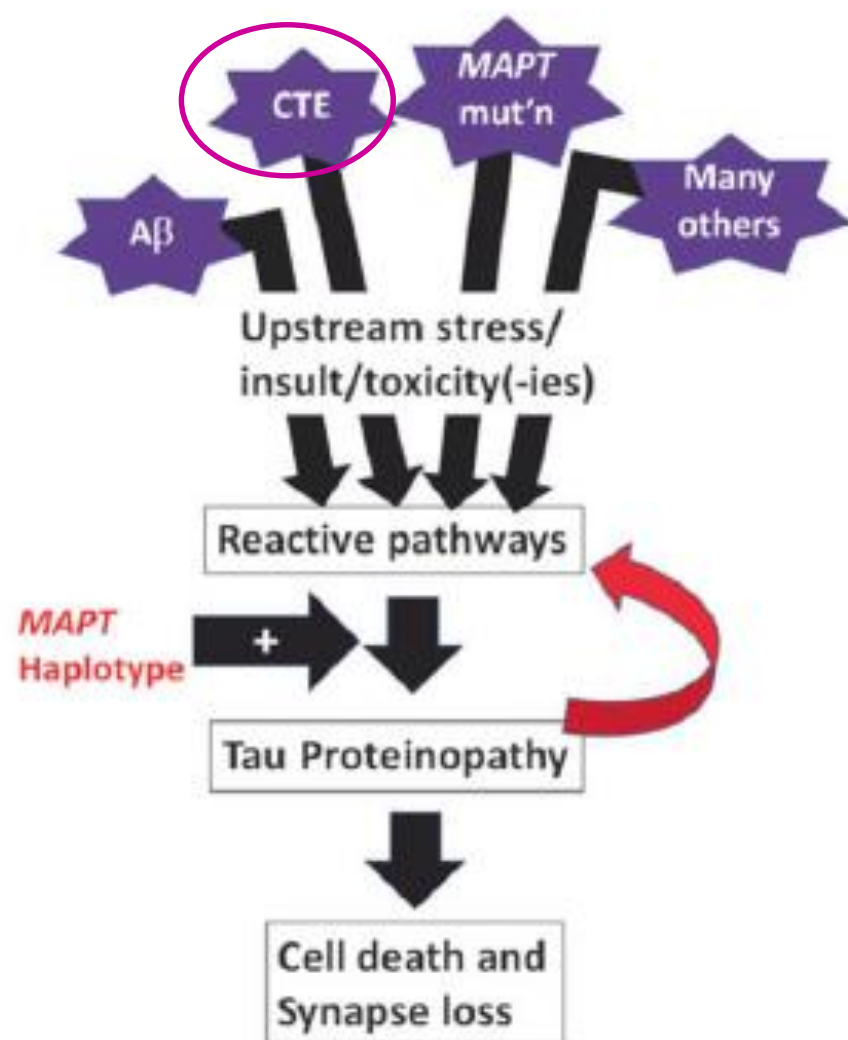 CTE
MAPT
mut'n
Aβ
Many
others
Upstream stress/
insult/toxicity(-ies)
Reactive pathways
MAPT
Haplotype
+
Tau Proteinopathy
Cell death and
Synapse loss